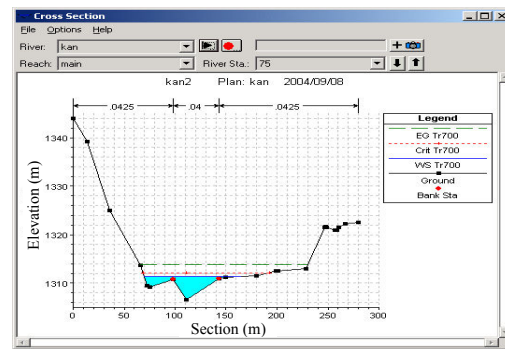 Cross Section
File Options Help
River: kan
Reach: main River Sta.: 75
kan2 Plan: kan 2004/09/08
.0425 .04 .0425
Legend
EG Tr700
Crit Tr700
WS Tr700
Ground
Bank Sta
Elevation (m)
1340
1330
1320
1310
0 50 100 150 200 250 300
Section (m)